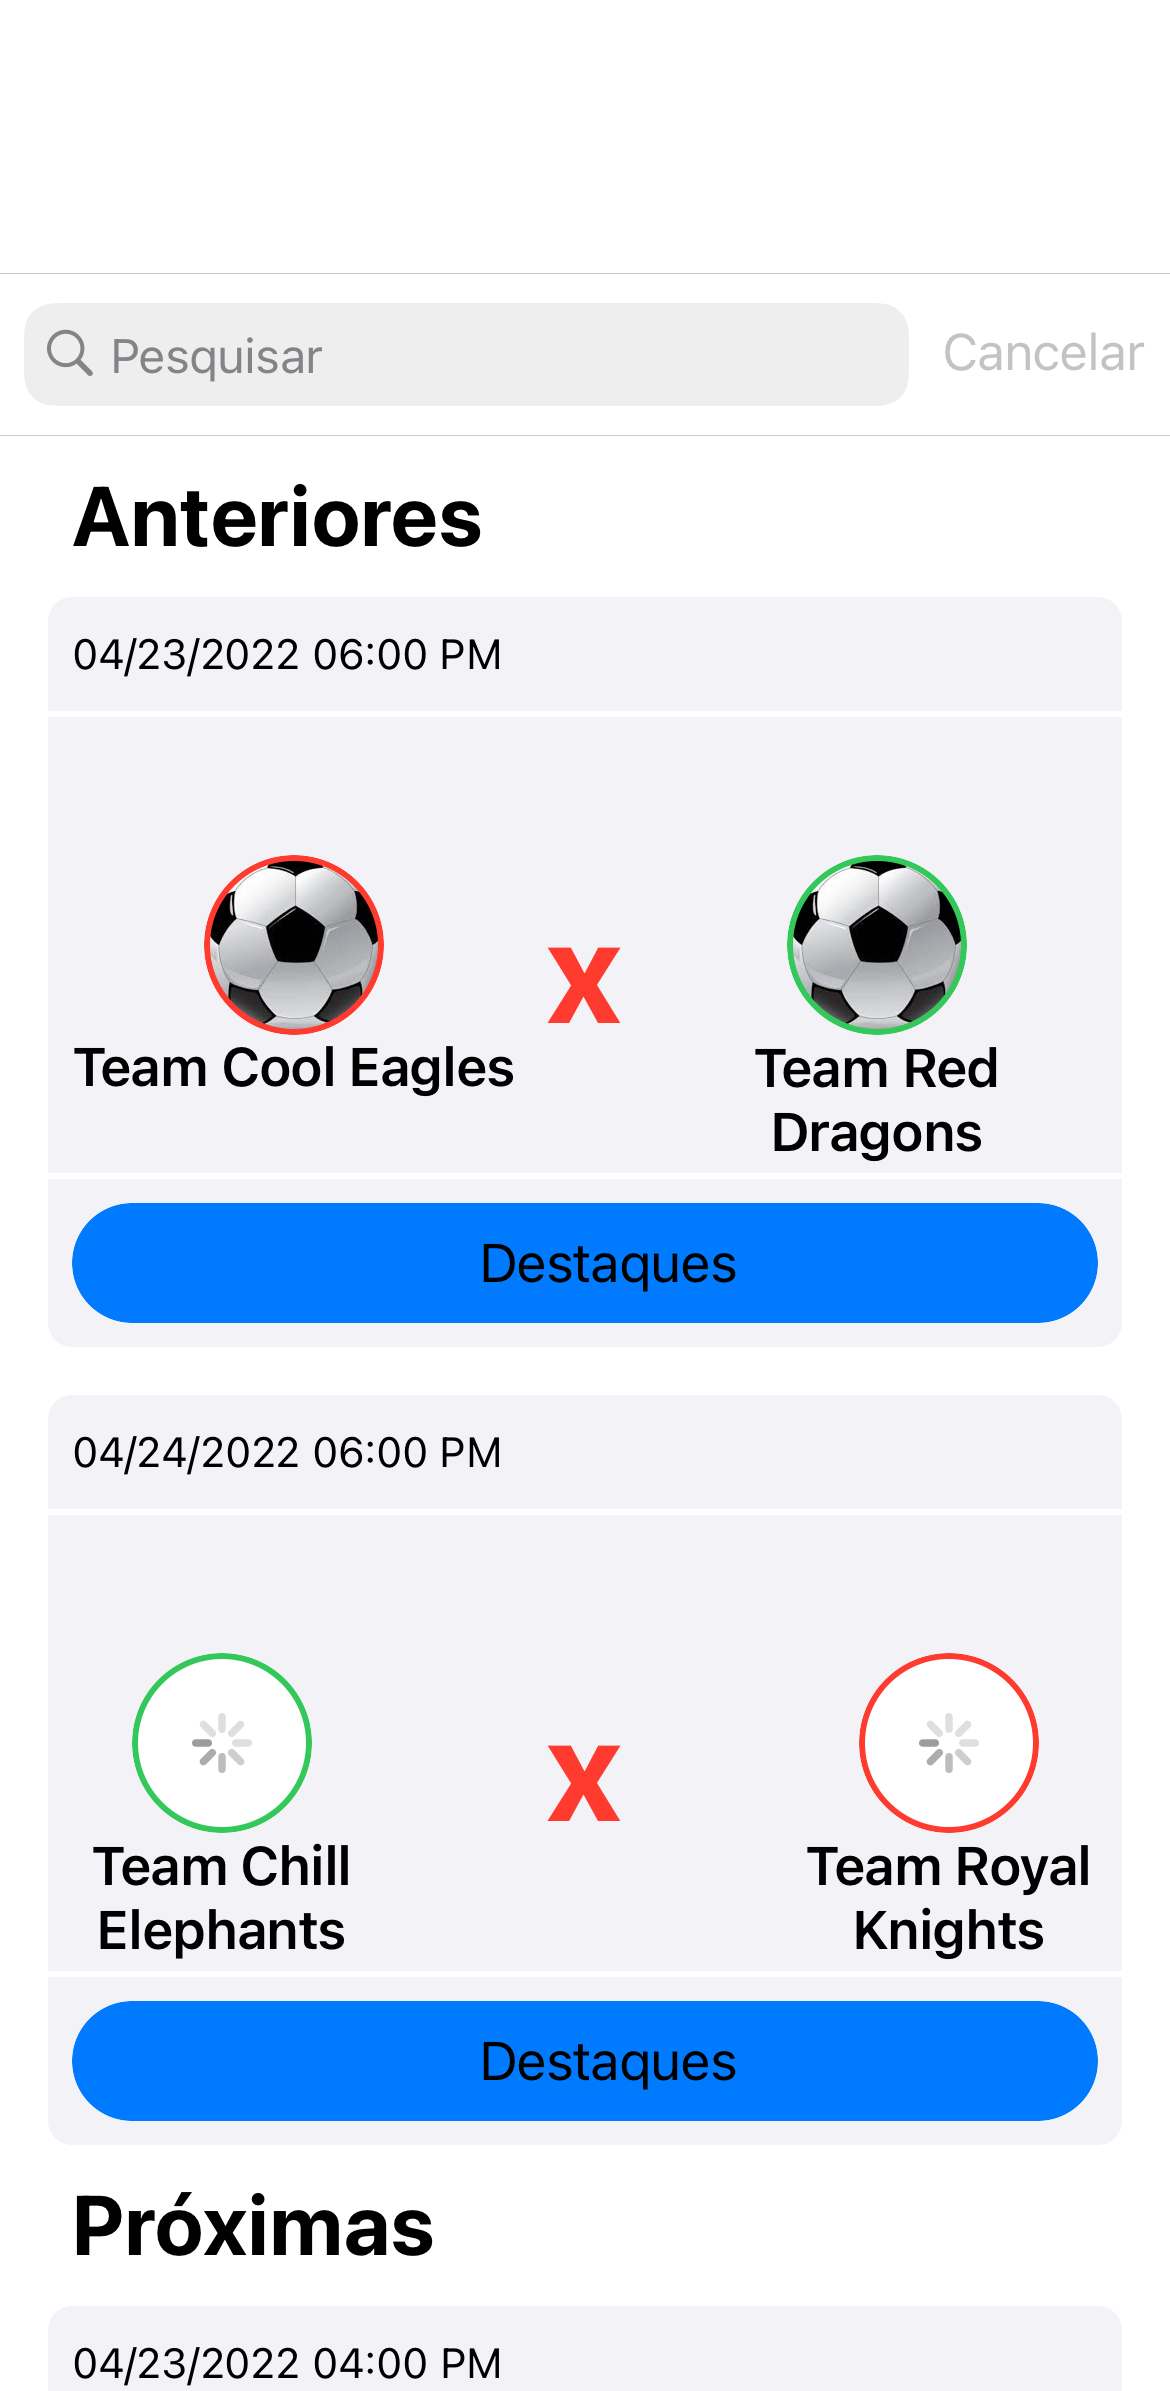 Pesquisar
Cancelar
Anteriores
04/23/2022 06:00 PM
X
Team Cool Eagles
Team Red
Dragons
Destaques
04/24/2022 06:00 PM
X
Team Chill
Elephants
Team Royal
Knights
Destaques
Próximas
04/23/2022 04:00 PM